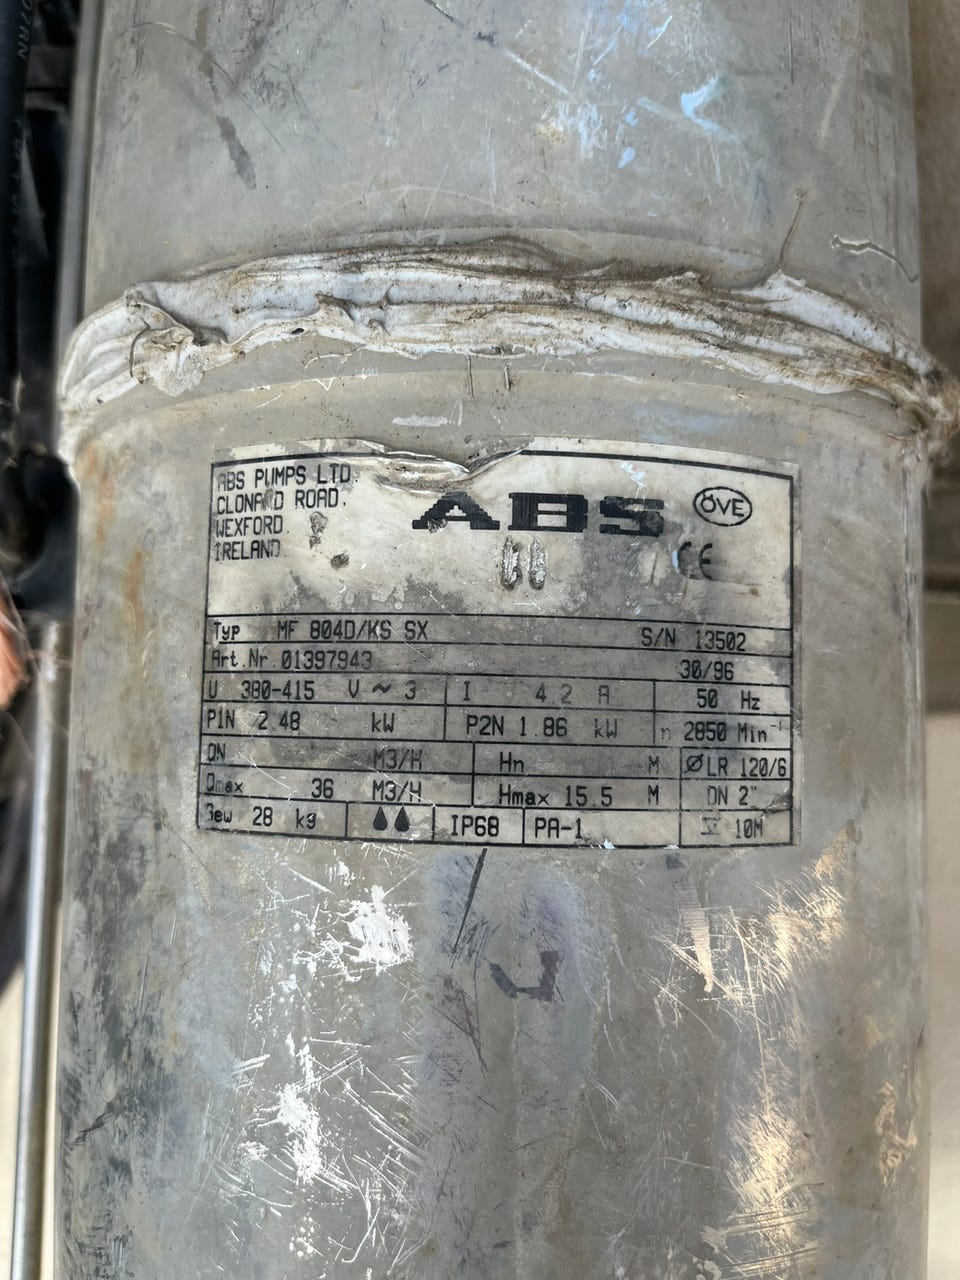 ABS PUMPS LTD.
CLONARD ROAD,
WEXFORD.
IRELAND
ABS
ÖVE
CE
Typ MF 804D/KS SX S/N 13502
Art.Nr.01397943 30/96
U 380-415 V ~ 3 I 4.2 A 50 Hz
P1N 2.48 kW P2N 1.86 kW n 2850 Min⁻¹
QN M3/H Hn M ØLR 120/6
Qmax 36 M3/H Hmax 15.5 M DN 2"
Gew 28 kg IP68 PA-1 10M